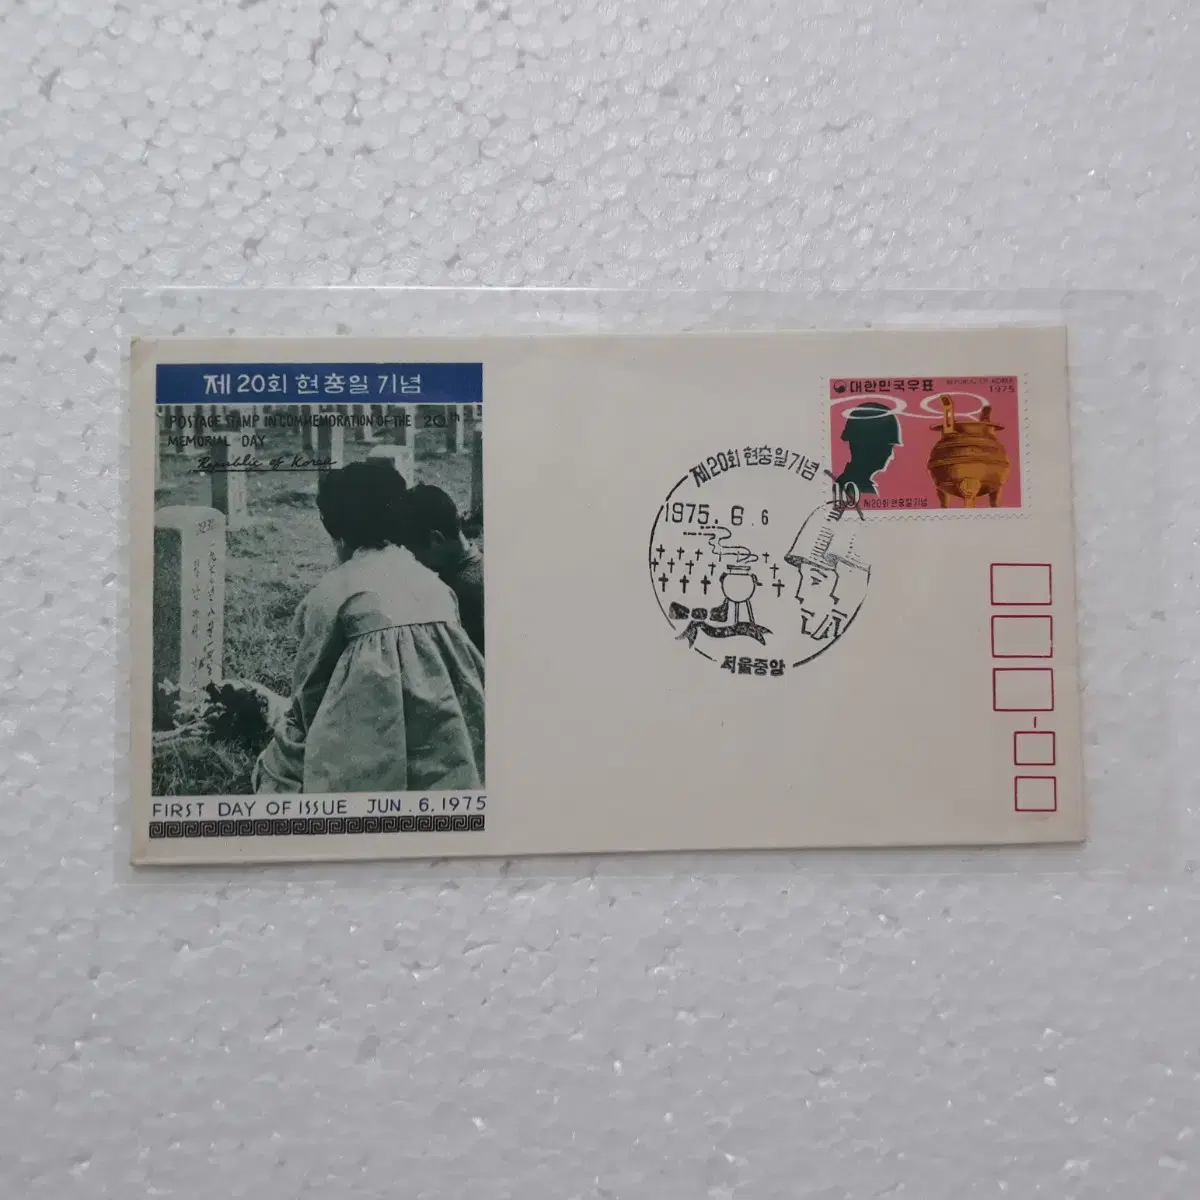 제 20회 현충일 기념
POSTAGE STAMP IN COMMEMORATION OF THE 20th
MEMORIAL DAY
Republic of Korea
FIRST DAY OF ISSUE JUN. 6, 1975
제20회 현충일 기념
1975. 6. 6
서울중앙
대한민국우표
REPUBLIC OF KOREA
1975
10
제20회 현충일 기념